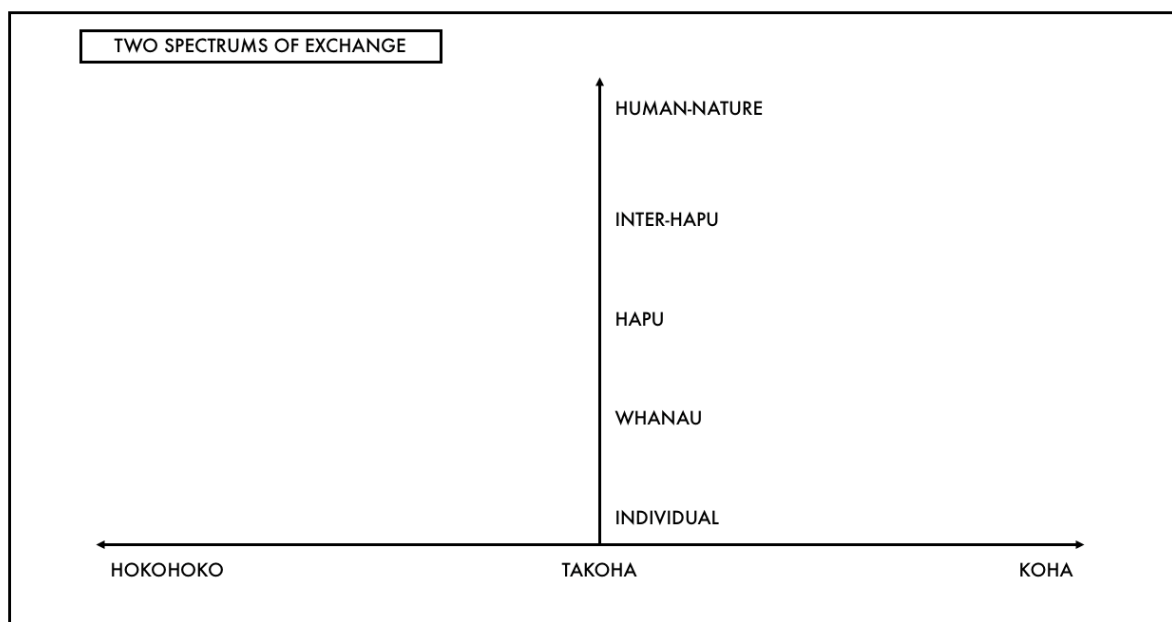 TWO SPECTRUMS OF EXCHANGE
HUMAN-NATURE
INTER-HAPU
HAPU
WHANAU
INDIVIDUAL
HOKOHOKO TAKOHA KOHA